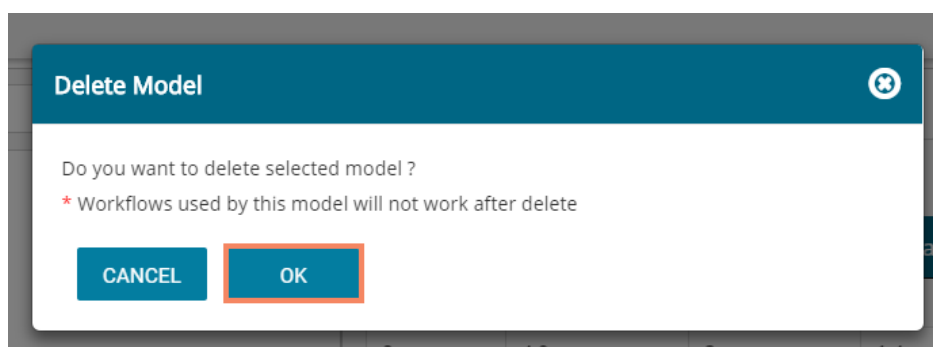 Delete Model
Do you want to delete selected model ?
* Workflows used by this model will not work after delete
CANCEL
OK